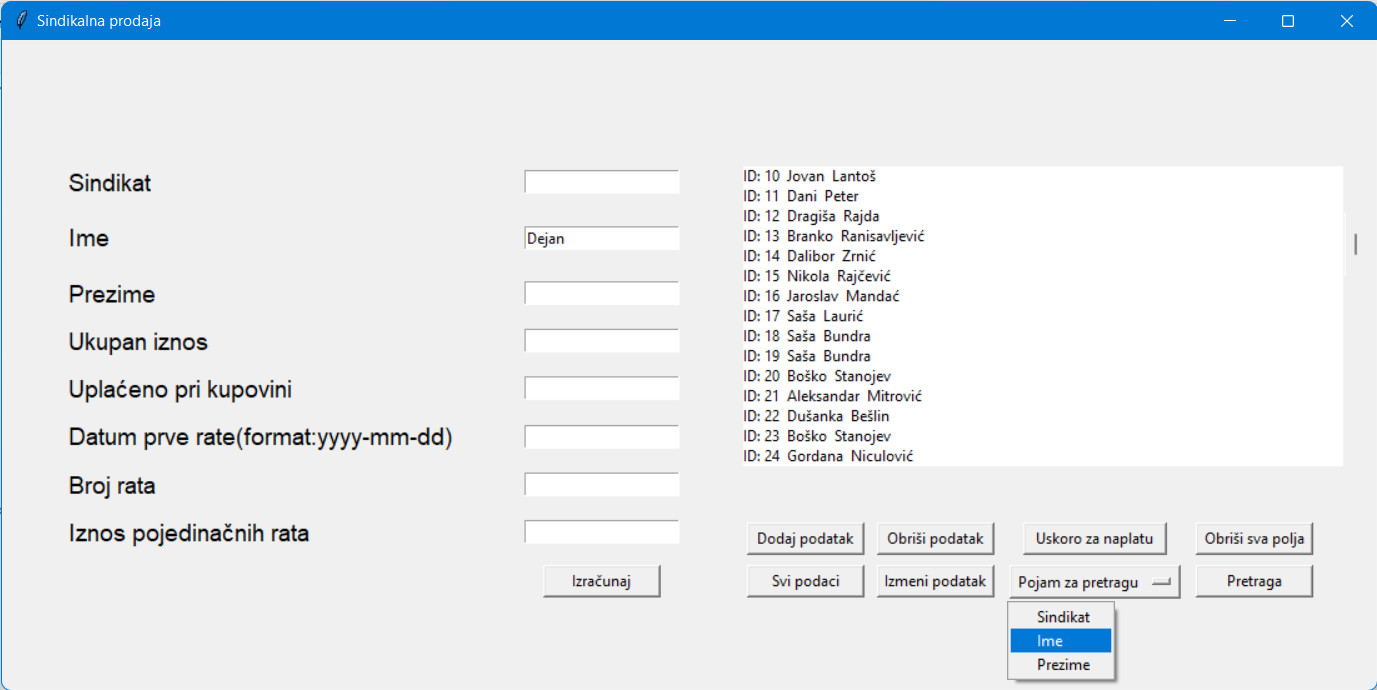 Sindikalna prodaja
Sindikat
Ime
Dejan
Prezime
Ukupan iznos
Uplaćeno pri kupovini
Datum prve rate(format:yyyy-mm-dd)
Broj rata
Iznos pojedinačnih rata
Izračunaj
ID: 10 Jovan Lantoš
ID: 11 Dani Peter
ID: 12 Dragiša Rajda
ID: 13 Branko Ranisavljević
ID: 14 Dalibor Zrnić
ID: 15 Nikola Rajčević
ID: 16 Jaroslav Mandać
ID: 17 Saša Laurić
ID: 18 Saša Bundra
ID: 19 Saša Bundra
ID: 20 Boško Stanojev
ID: 21 Aleksandar Mitrović
ID: 22 Dušanka Bešlin
ID: 23 Boško Stanojev
ID: 24 Gordana Niculović
Dodaj podatak
Obriši podatak
Uskoro za naplatu
Obriši sva polja
Svi podaci
Izmeni podatak
Pojam za pretragu
Pretraga
Sindikat
Ime
Prezime